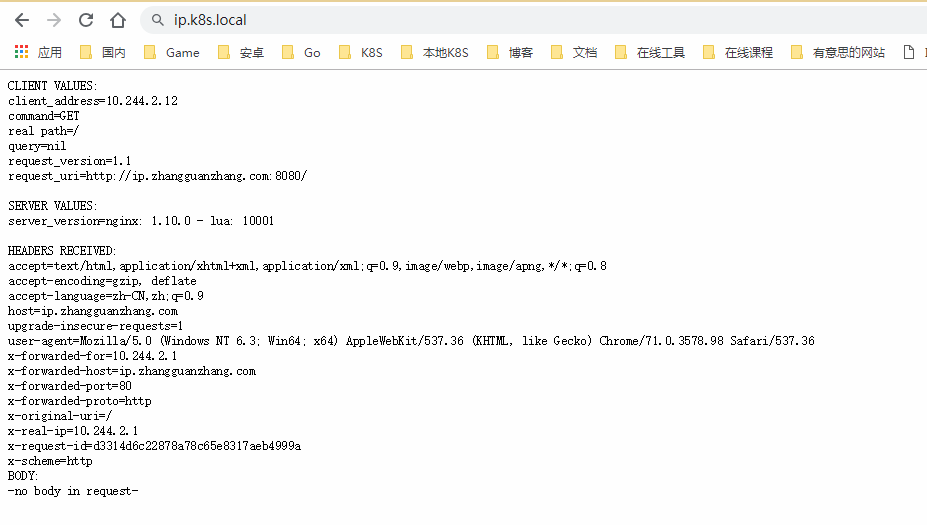 ip.k8s.local
应用 国内 Game 安卓 Go K8S 本地K8S 博客 文档 在线工具 在线课程 有意思的网站
CLIENT VALUES:
client_address=10.244.2.12
command=GET
real path=/
query=nil
request_version=1.1
request_uri=http://ip.zhangguanzhang.com:8080/
SERVER VALUES:
server_version=nginx: 1.10.0 - lua: 10001
HEADERS RECEIVED:
accept=text/html,application/xhtml+xml,application/xml;q=0.9,image/webp,image/apng,*/*;q=0.8
accept-encoding=gzip, deflate
accept-language=zh-CN,zh;q=0.9
host=ip.zhangguanzhang.com
upgrade-insecure-requests=1
user-agent=Mozilla/5.0 (Windows NT 6.3; Win64; x64) AppleWebKit/537.36 (KHTML, like Gecko) Chrome/71.0.3578.98 Safari/537.36
x-forwarded-for=10.244.2.1
x-forwarded-host=ip.zhangguanzhang.com
x-forwarded-port=80
x-forwarded-proto=http
x-original-uri=/
x-real-ip=10.244.2.1
x-request-id=d3314d6c22878a78c65e8317aeb4999a
x-scheme=http
BODY:
-no body in request-